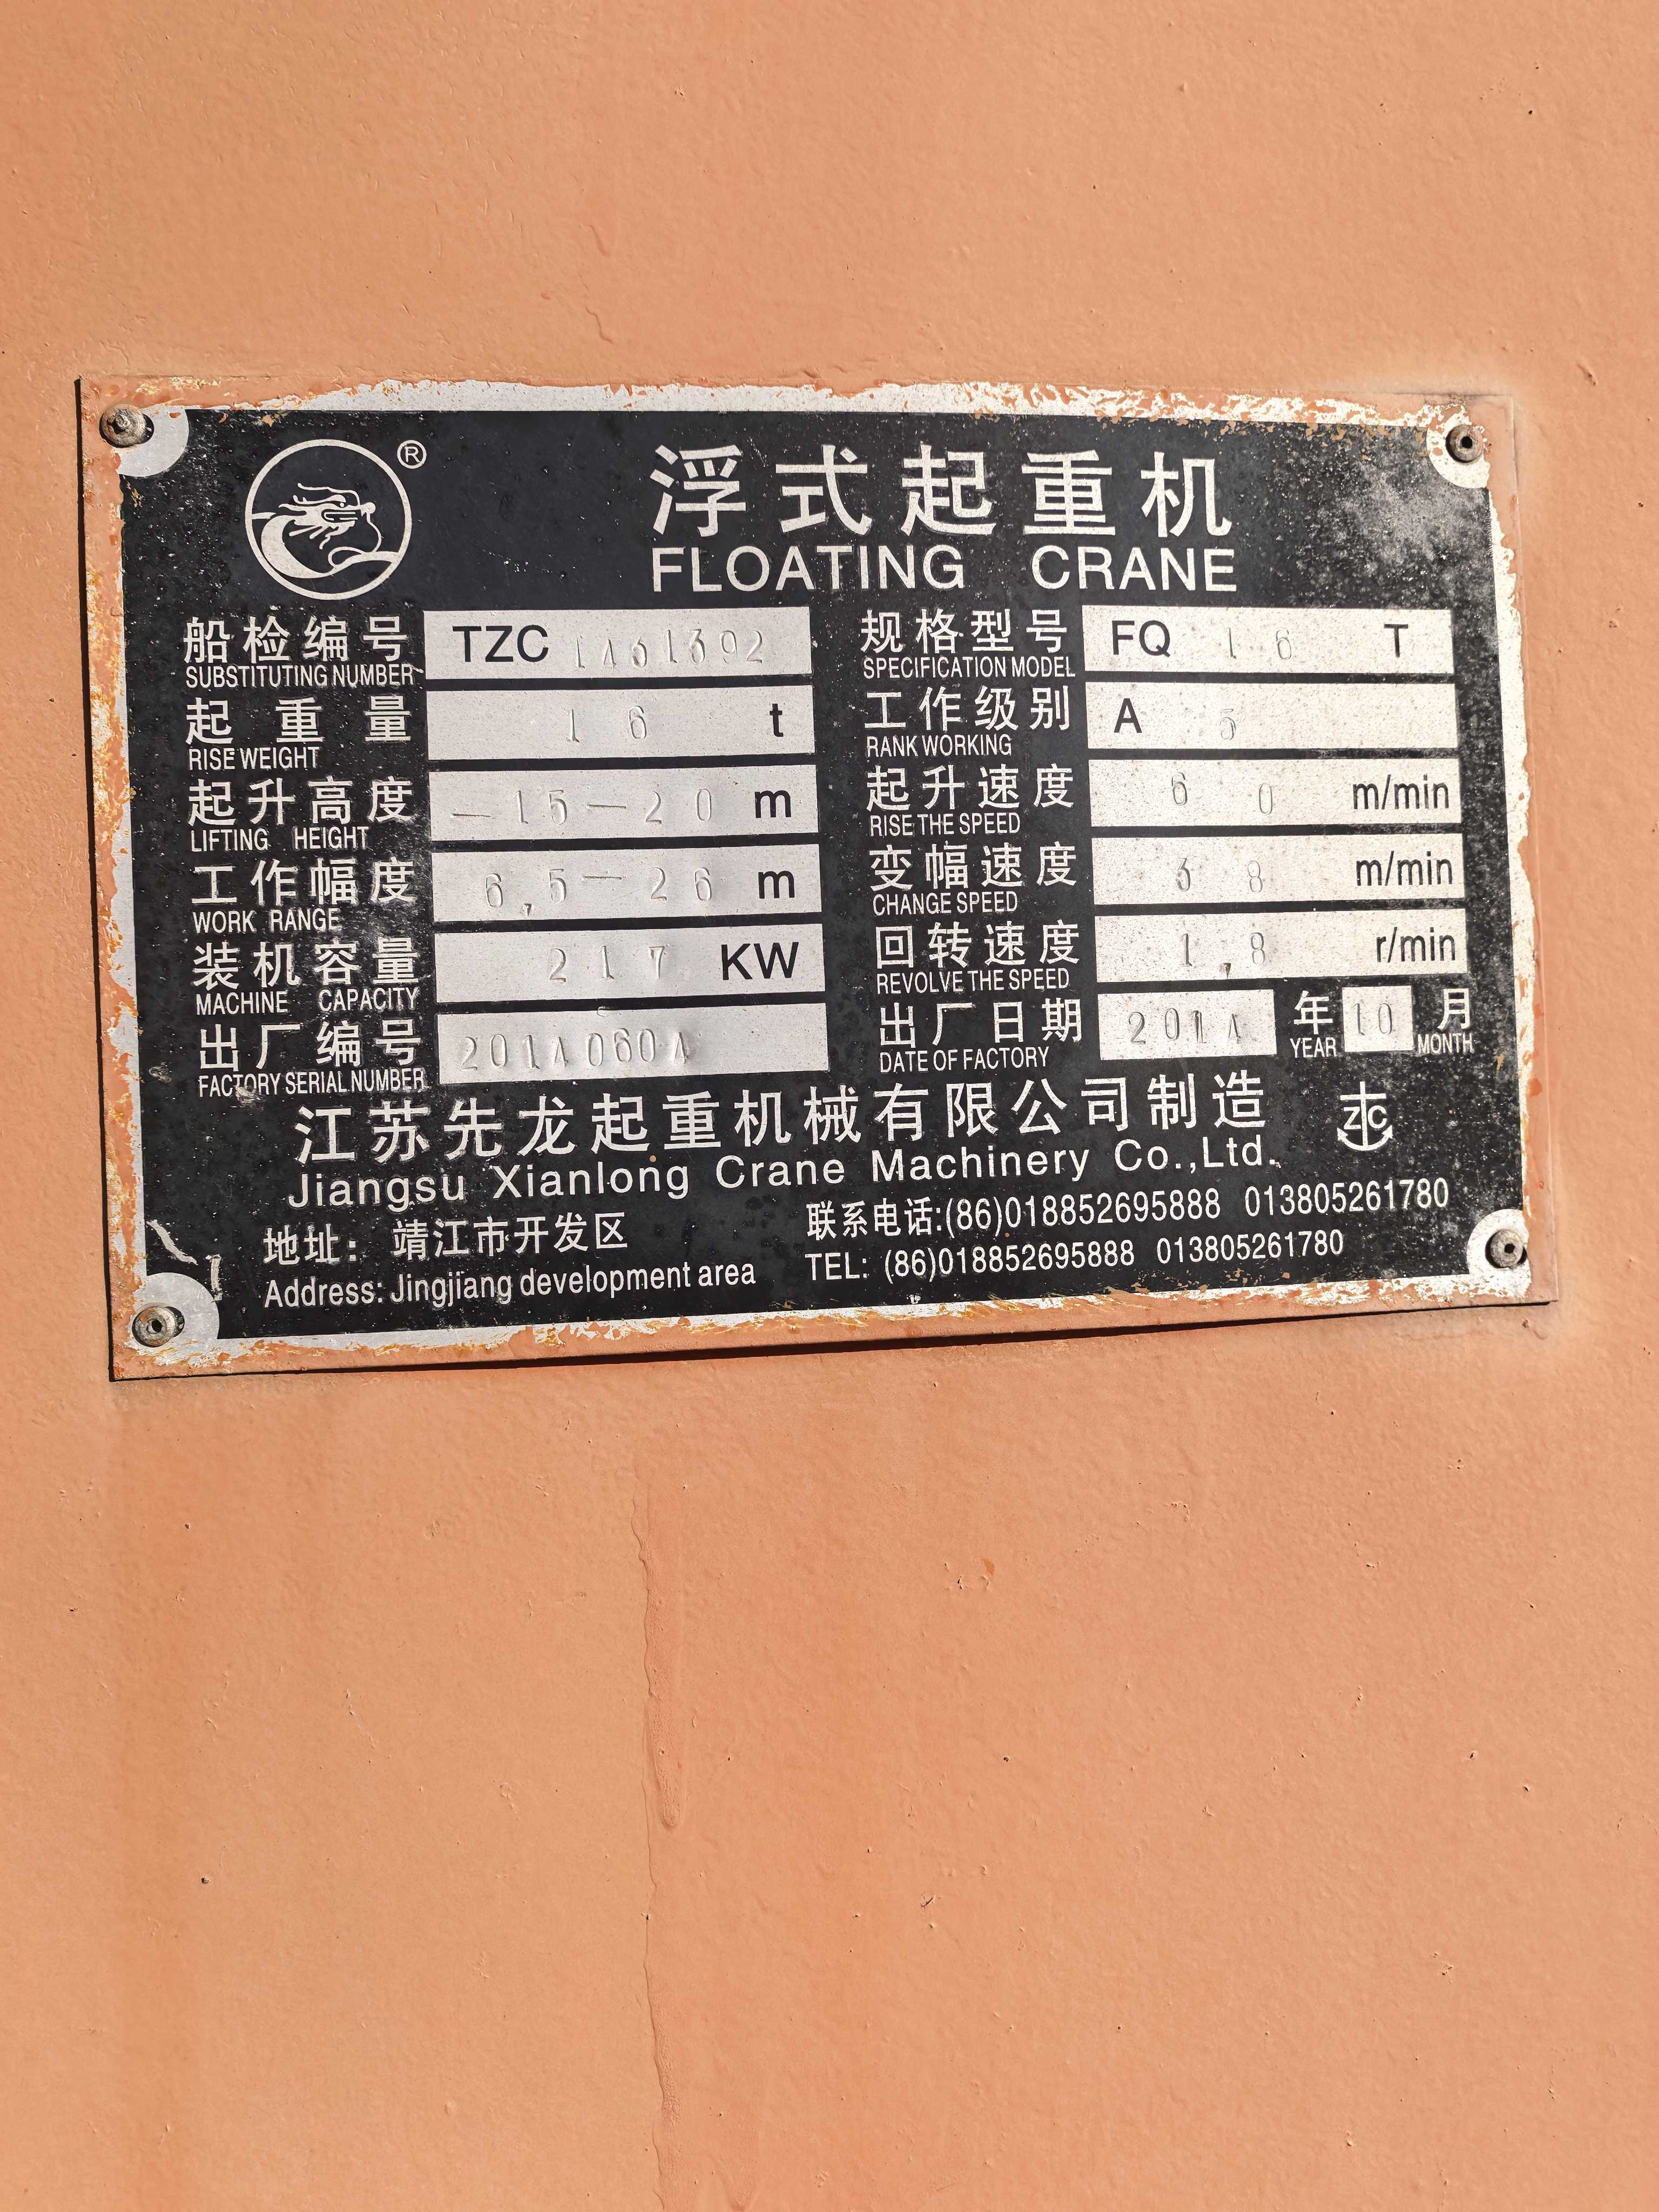 ®
浮式起重机
FLOATING CRANE
船检编号 TZC 1431392
SUBSTITUTING NUMBER
规格型号 FQ 16 T
SPECIFICATION MODEL
起重量 16 t
RISE WEIGHT
工作级别 A 5
RANK WORKING
起升高度 —15—20 m
LIFTING HEIGHT
起升速度 60 m/min
RISE THE SPEED
工作幅度 6,5—26 m
WORK RANGE
变幅速度 38 m/min
CHANGE SPEED
装机容量 217 KW
MACHINE CAPACITY
回转速度 1,8 r/min
REVOLVE THE SPEED
出厂编号 20140604
FACTORY SERIAL NUMBER
出厂日期 2014 年 10 月
DATE OF FACTORY YEAR MONTH
江苏先龙起重机械有限公司制造
ZC
Jiangsu Xianlong Crane Machinery Co.,Ltd.
地址: 靖江市开发区
联系电话:(86)018852695888 013805261780
Address: Jingjiang development area
TEL: (86)018852695888 013805261780